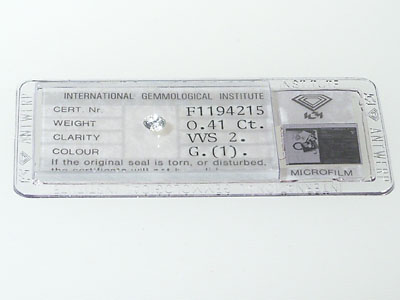 INTERNATIONAL GEMMOLOGICAL INSTITUTE
CERT. Nr. F1194215
WEIGHT 0.41 Ct.
CLARITY VVS 2.
COLOUR G.(1).
If the original seal is torn, or disturbed,
MICROFILM